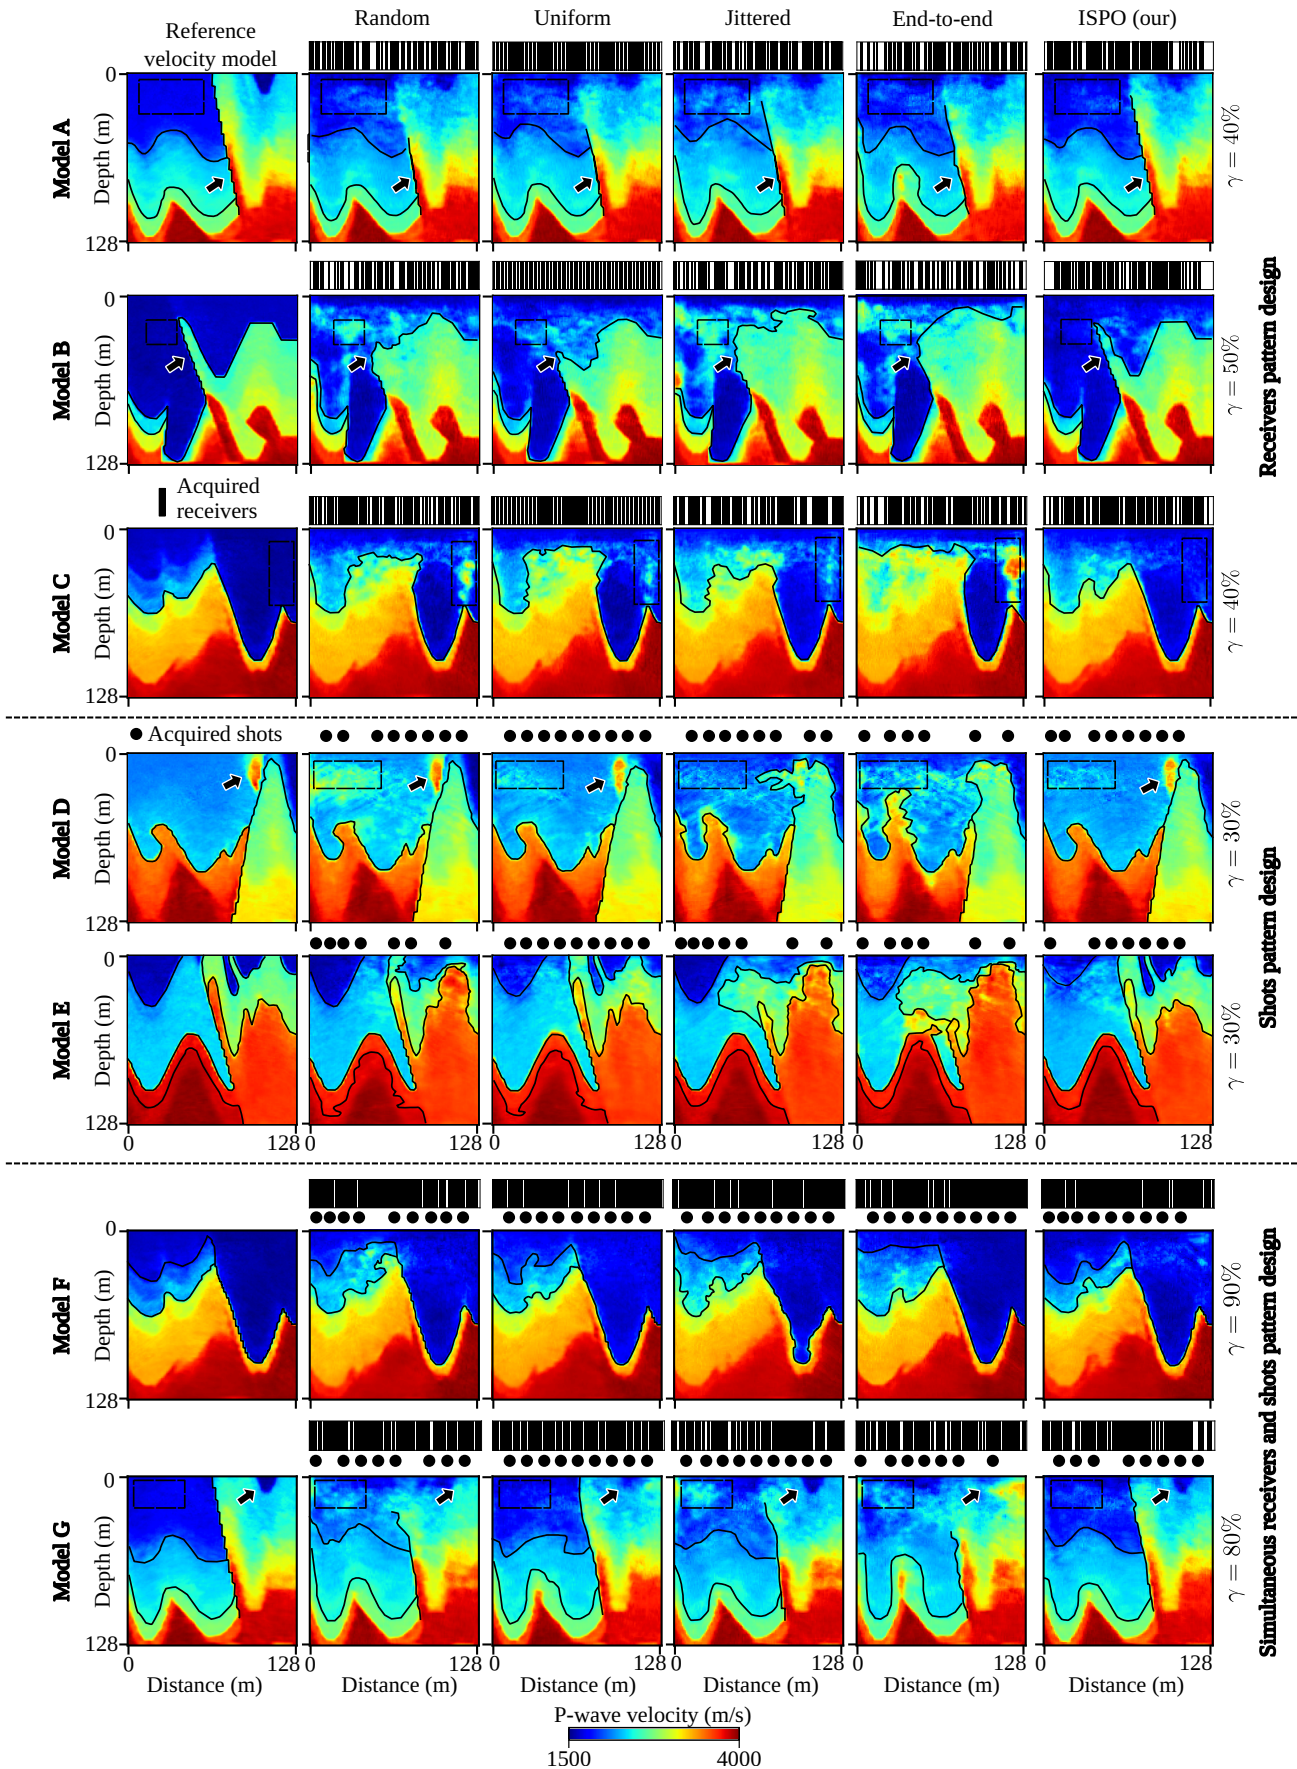 Reference
velocity model
Random
Uniform
Jittered
End-to-end
ISPO (our)
Model A
Depth (m)
0
128
γ = 40%
Model B
Depth (m)
0
128
γ = 50%
Receivers pattern design
Acquired
receivers
Model C
Depth (m)
0
128
γ = 40%
Acquired shots
Model D
Depth (m)
0
128
γ = 30%
Shots pattern design
Model E
Depth (m)
0
128
γ = 30%
0 128 0 128 0 128 0 128 0 128 0 128
Model F
Depth (m)
0
128
γ = 90%
Simultaneous receivers and shots pattern design
Model G
Depth (m)
0
128
γ = 80%
0 128 0 128 0 128 0 128 0 128 0 128
Distance (m) Distance (m) Distance (m) Distance (m) Distance (m) Distance (m)
P-wave velocity (m/s)
1500 4000